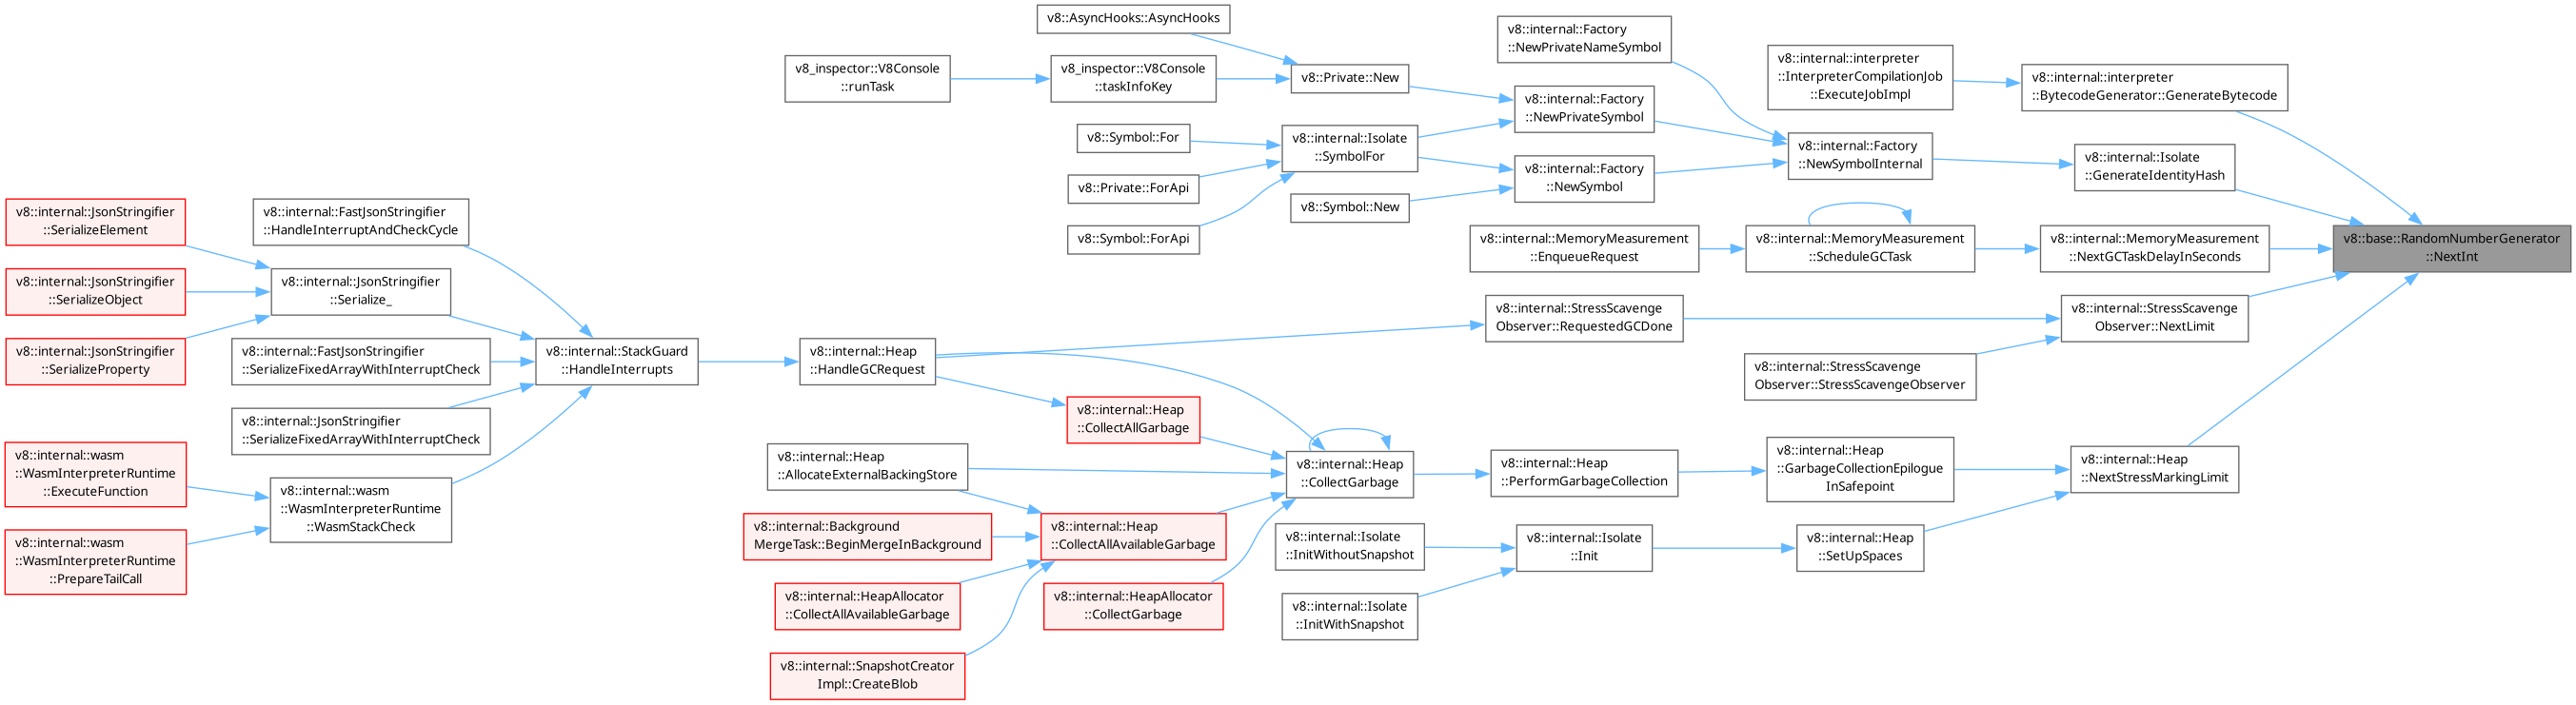 v8::AsyncHooks::AsyncHooks
v8_inspector::V8Console
::runTask
v8_inspector::V8Console
::taskInfoKey
v8::Private::New
v8::internal::Factory
::NewPrivateNameSymbol
v8::internal::interpreter
::InterpreterCompilationJob
::ExecuteJobImpl
v8::internal::interpreter
::BytecodeGenerator::GenerateBytecode
v8::internal::Factory
::NewPrivateSymbol
v8::Symbol::For
v8::internal::Isolate
::SymbolFor
v8::internal::Factory
::NewSymbolInternal
v8::internal::Isolate
::GenerateIdentityHash
v8::Private::ForApi
v8::internal::Factory
::NewSymbol
v8::Symbol::New
v8::Symbol::ForApi
v8::internal::MemoryMeasurement
::EnqueueRequest
v8::internal::MemoryMeasurement
::ScheduleGCTask
v8::internal::MemoryMeasurement
::NextGCTaskDelayInSeconds
v8::base::RandomNumberGenerator
::NextInt
v8::internal::JsonStringifier
::SerializeElement
v8::internal::FastJsonStringifier
::HandleInterruptAndCheckCycle
v8::internal::JsonStringifier
::SerializeObject
v8::internal::JsonStringifier
::Serialize_
v8::internal::StressScavenge
Observer::RequestedGCDone
v8::internal::StressScavenge
Observer::NextLimit
v8::internal::JsonStringifier
::SerializeProperty
v8::internal::FastJsonStringifier
::SerializeFixedArrayWithInterruptCheck
v8::internal::StackGuard
::HandleInterrupts
v8::internal::Heap
::HandleGCRequest
v8::internal::StressScavenge
Observer::StressScavengeObserver
v8::internal::JsonStringifier
::SerializeFixedArrayWithInterruptCheck
v8::internal::Heap
::CollectAllGarbage
v8::internal::wasm
::WasmInterpreterRuntime
::ExecuteFunction
v8::internal::Heap
::AllocateExternalBackingStore
v8::internal::Heap
::CollectGarbage
v8::internal::Heap
::PerformGarbageCollection
v8::internal::Heap
::GarbageCollectionEpilogue
InSafepoint
v8::internal::Heap
::NextStressMarkingLimit
v8::internal::wasm
::WasmInterpreterRuntime
::WasmStackCheck
v8::internal::wasm
::WasmInterpreterRuntime
::PrepareTailCall
v8::internal::Background
MergeTask::BeginMergeInBackground
v8::internal::Heap
::CollectAllAvailableGarbage
v8::internal::Isolate
::InitWithoutSnapshot
v8::internal::Isolate
::Init
v8::internal::Heap
::SetUpSpaces
v8::internal::HeapAllocator
::CollectAllAvailableGarbage
v8::internal::HeapAllocator
::CollectGarbage
v8::internal::Isolate
::InitWithSnapshot
v8::internal::SnapshotCreator
Impl::CreateBlob